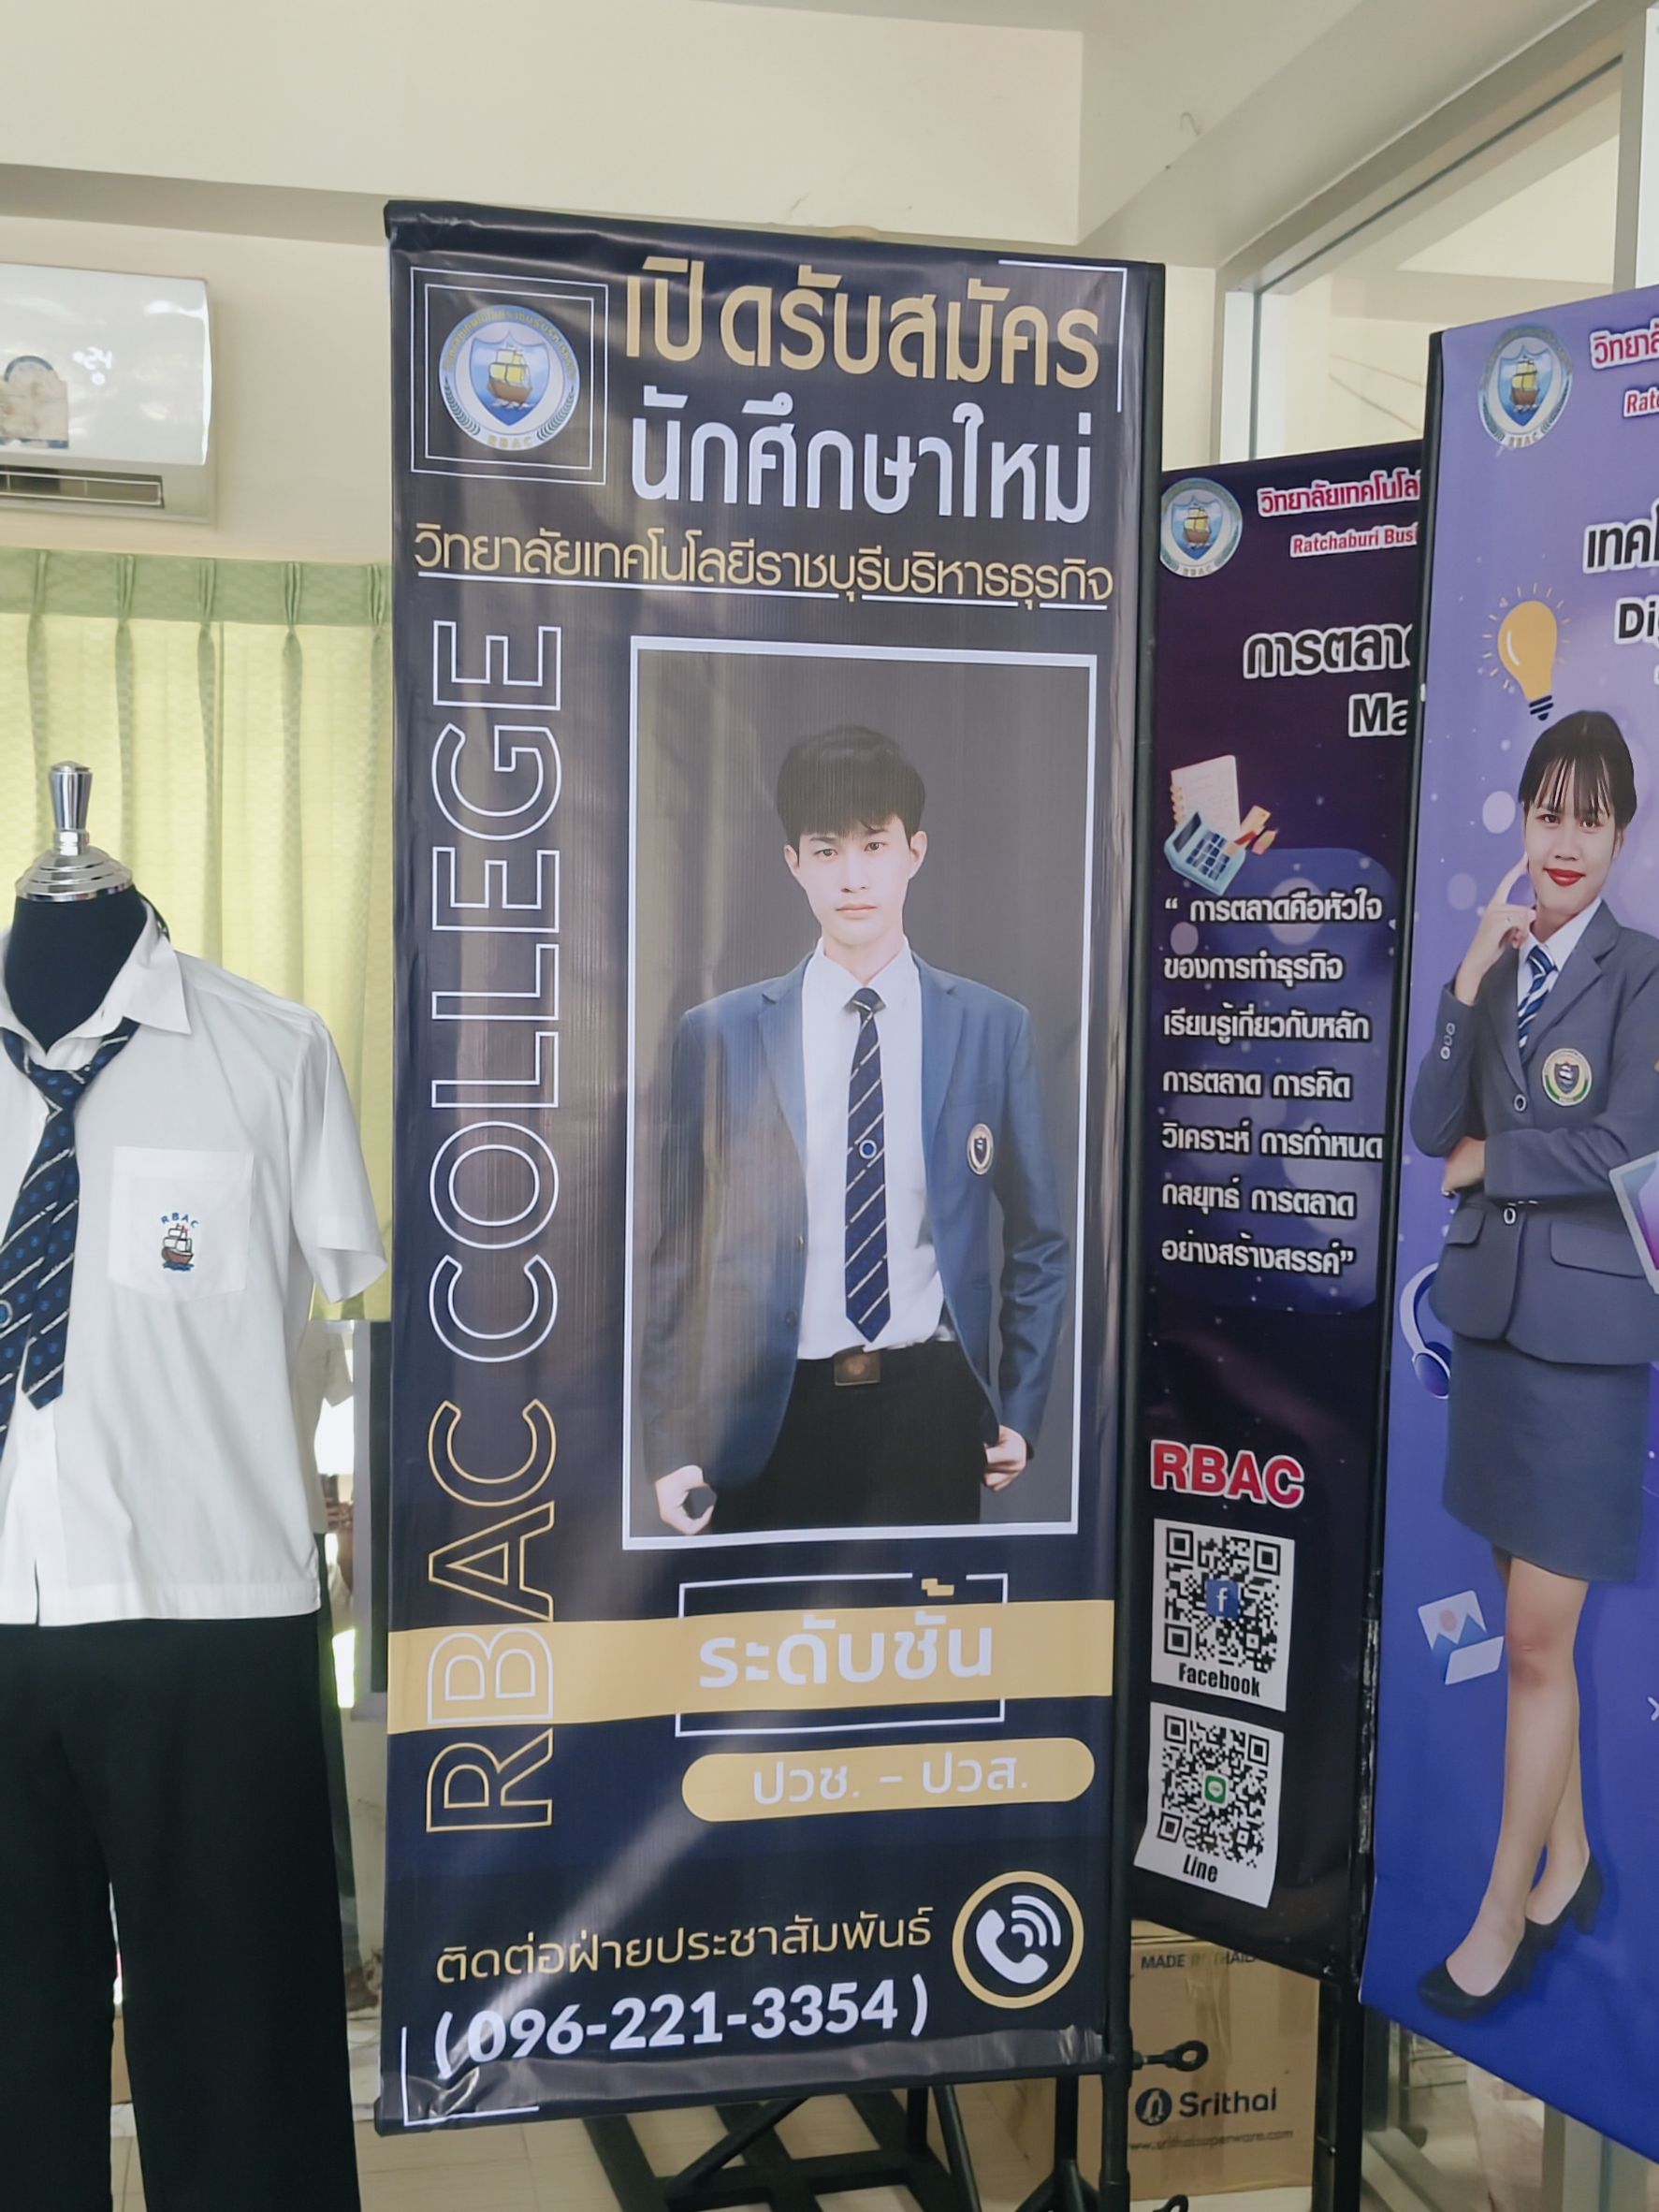 เปิดรับสมัคร
นักศึกษาใหม่
วิทยาลัยเทคโนโลยีราชบุรีบริหารธุรกิจ
RBAC COLLEGE
RBAC
ระดับชั้น
ปวช. - ปวส.
ติดต่อฝ่ายประชาสัมพันธ์
(096-221-3354)
RBAC
วิทยาลัยเทคโนโล
Ratchaburi Busi
RBAC
การตลาด
Ma
“ การตลาดคือหัวใจ
ของการทำธุรกิจ
เรียนรู้เกี่ยวกับหลัก
การตลาด การคิด
วิเคราะห์ การกำหนด
กลยุทธ์ การตลาด
อย่างสร้างสรรค์”
RBAC
Facebook
Line
RBAC
วิทยาลั
Ratc
เทคโ
Di
MADE IN THAIL
Srithai
www.srithaisuperware.com